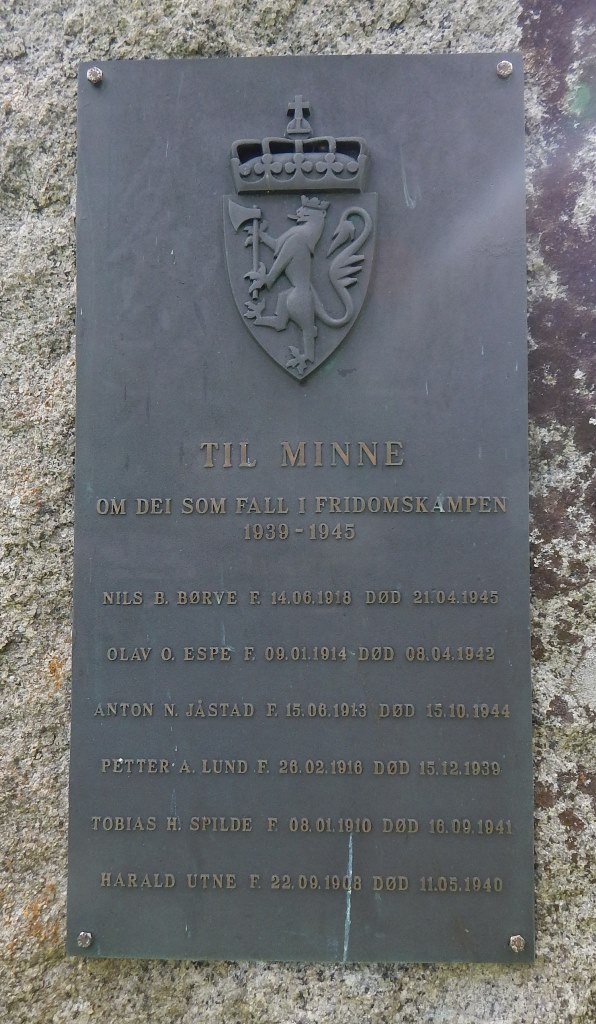 TIL MINNE
OM DEI SOM FALL I FRIDOMSKAMPEN
1939-1945
NILS B. BØRVE F. 14.06.1918 DØD 21.04.1945
OLAV O. ESPE F. 09.01.1914 DØD 08.04.1942
ANTON N. JÅSTAD F. 15.06.1913 DØD 15.10.1944
PETTER A. LUND F. 26.02.1916 DØD 15.12.1939
TOBIAS H. SPILDE F. 08.01.1910 DØD 16.09.1941
HARALD UTNE F. 22.09.1908 DØD 11.05.1940